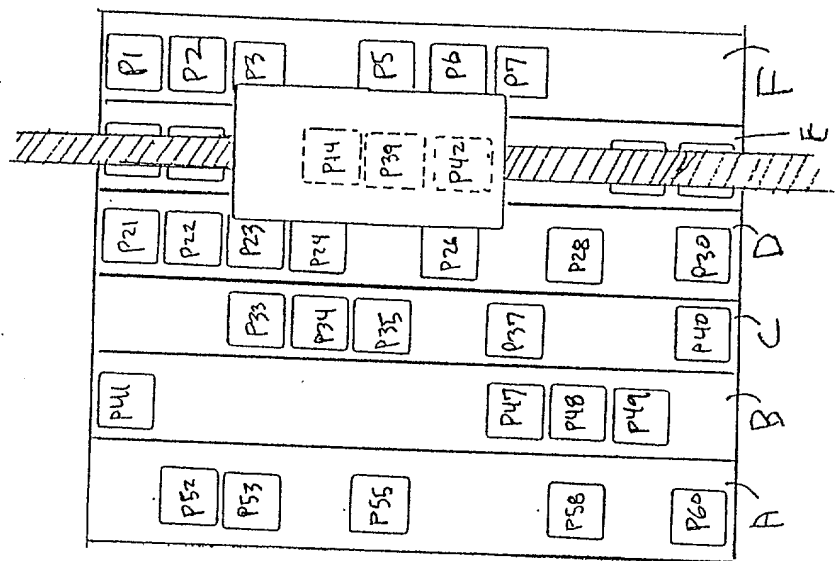 P1 P2 P3 P5 P6 P7 F
P14 P39 P42 E
P21 P22 P23 P24 P26 P28 P30 D
P33 P34 P35 P37 P40 C
P41 P47 P48 P49 B
P52 P53 P55 P58 P60 A